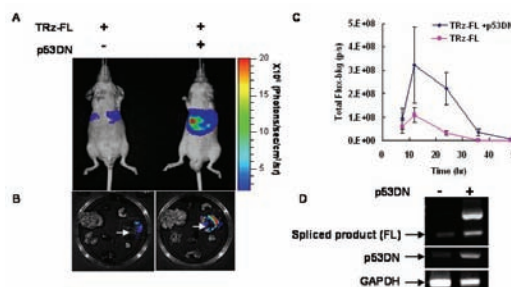 A
TRz-FL + +
p53DN - +
20
15
10
5
X10⁶ (Photons/sec/cm/sr)
B
C
TRz-FL +p53DN
TRz-FL
Total Flux-bkg (p/s)
5.E+08
4.E+08
3.E+08
2.E+08
1.E+08
0.E+00
0 10 20 30 40
Time (hr)
D
p53DN - +
Spliced product (FL)
p53DN
GAPDH